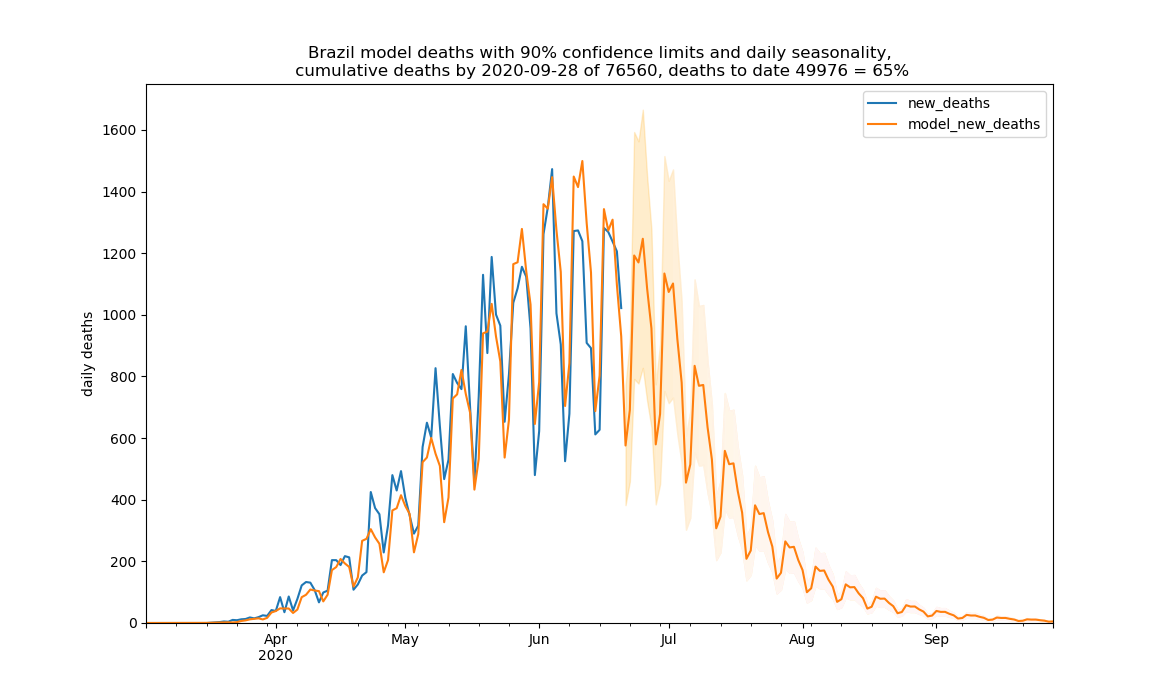 Brazil model deaths with 90% confidence limits and daily seasonality,
cumulative deaths by 2020-09-28 of 76560, deaths to date 49976 = 65%
new_deaths
model_new_deaths
daily deaths
1600
1400
1200
1000
800
600
400
200
0
Apr
2020
May
Jun
Jul
Aug
Sep